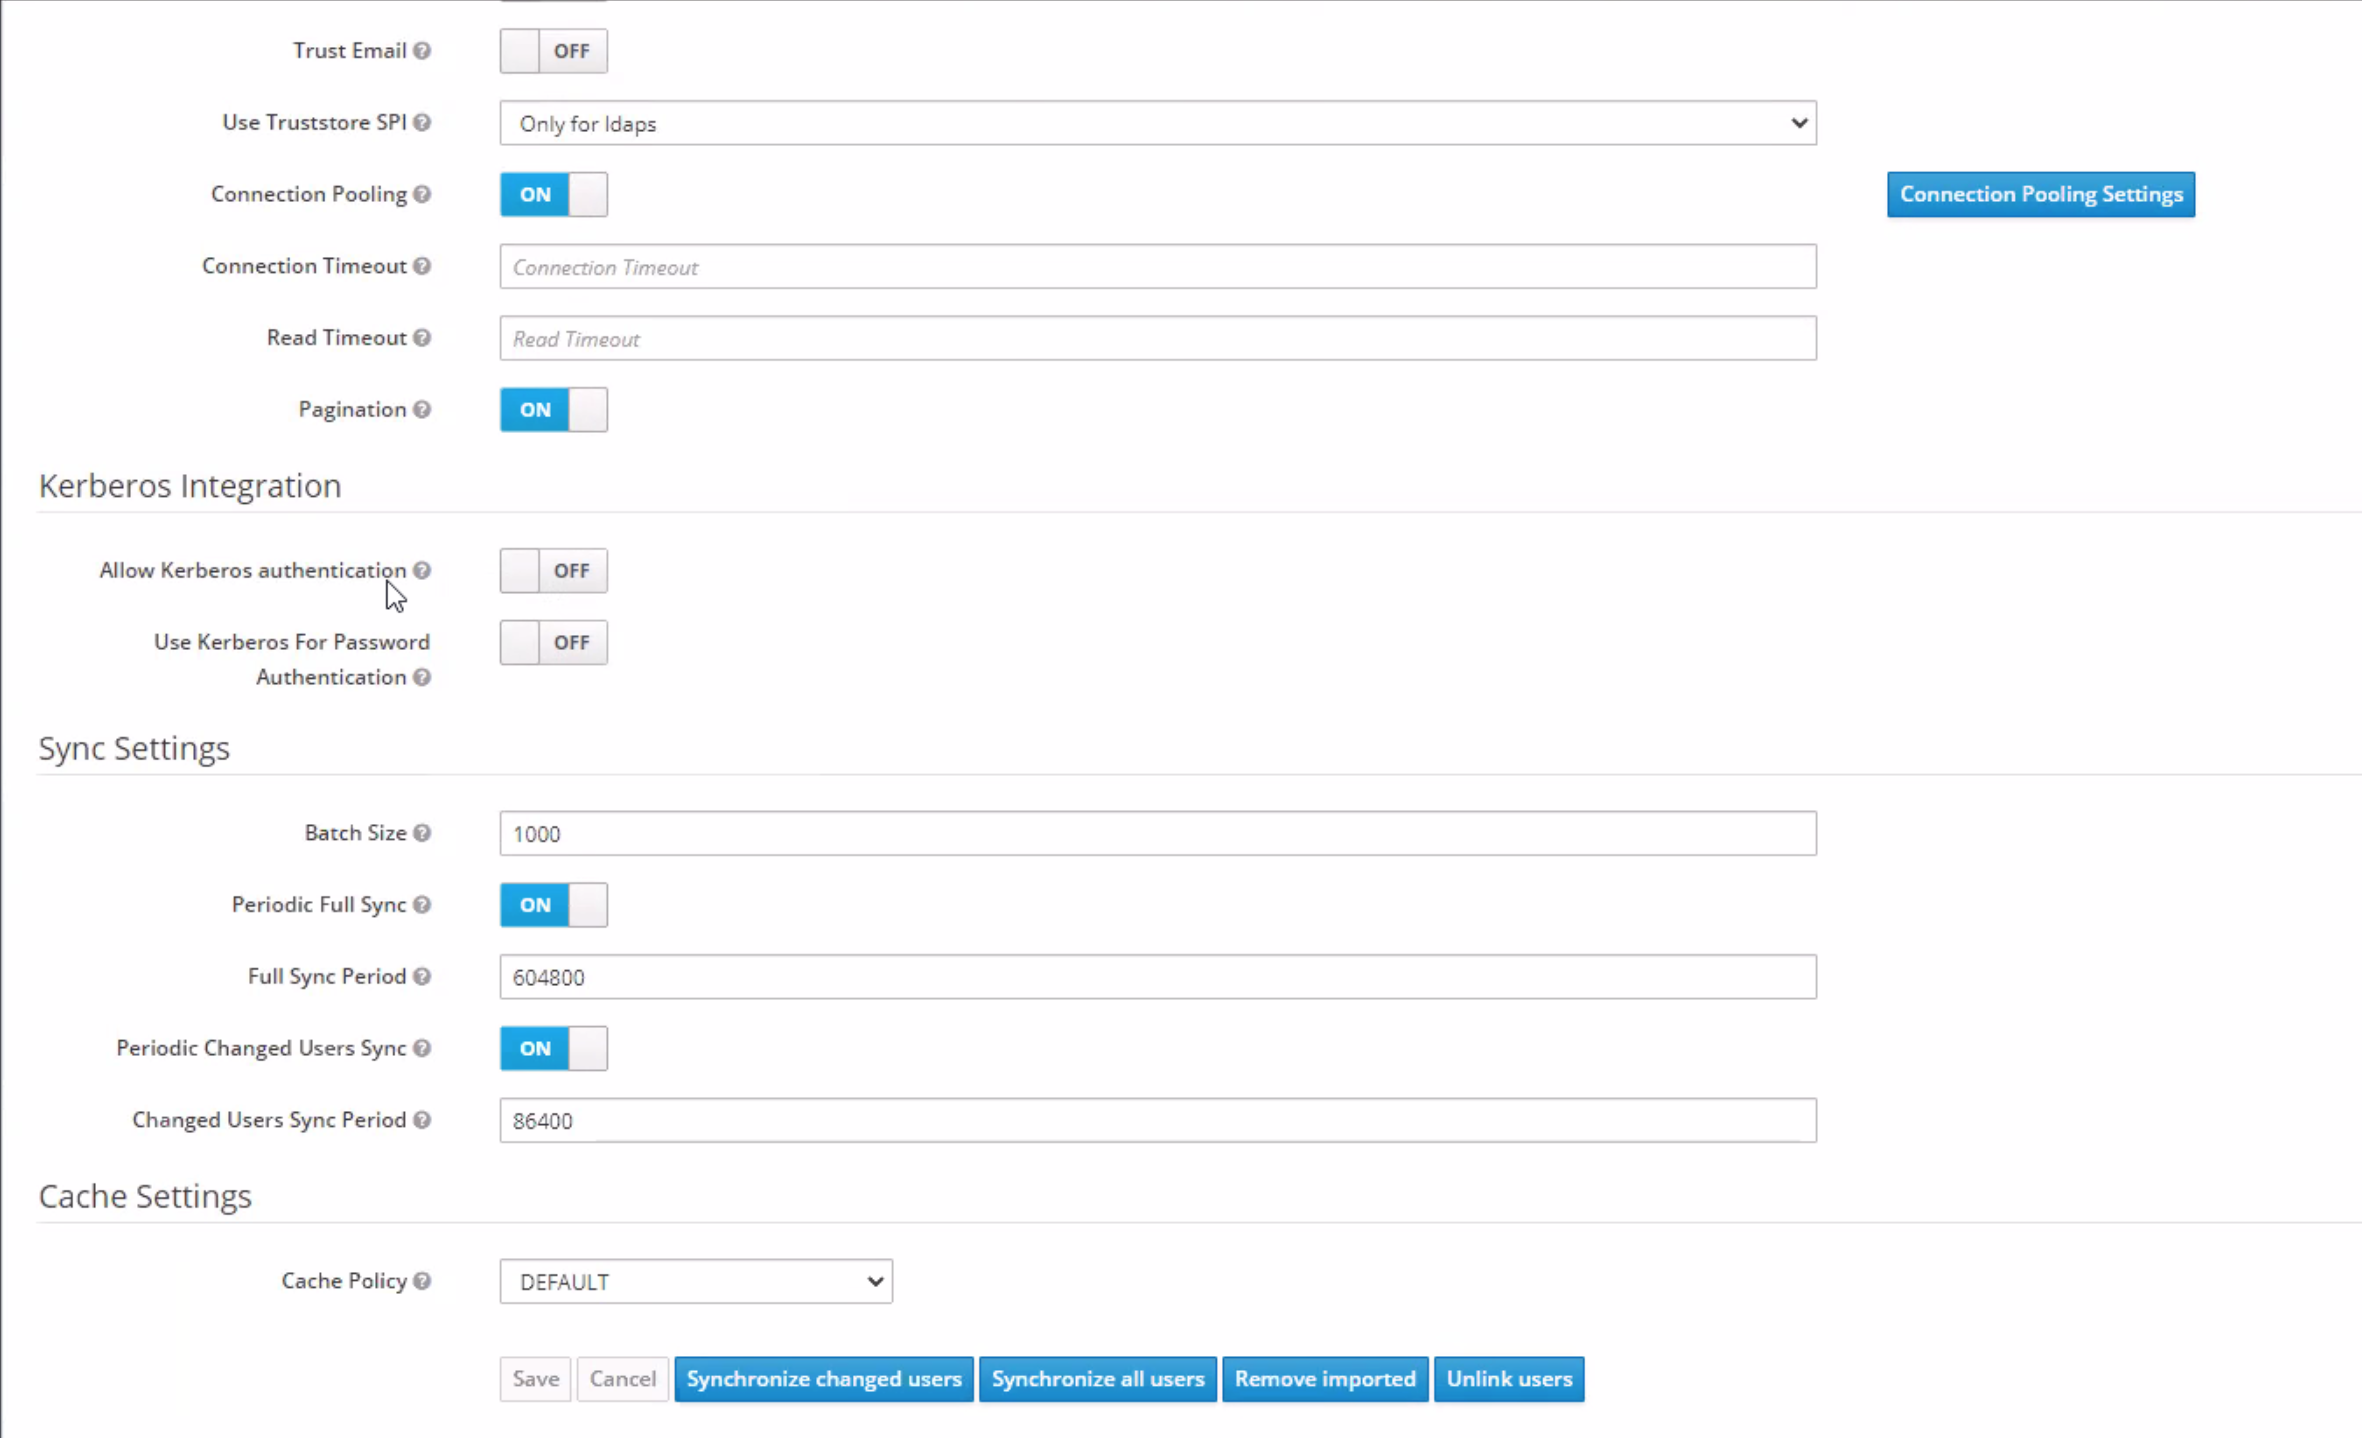 Trust Email OFF
Use Truststore SPI Only for ldaps
Connection Pooling ON Connection Pooling Settings
Connection Timeout Connection Timeout
Read Timeout Read Timeout
Pagination ON
Kerberos Integration
Allow Kerberos authentication OFF
Use Kerberos For Password OFF
Authentication
Sync Settings
Batch Size 1000
Periodic Full Sync ON
Full Sync Period 604800
Periodic Changed Users Sync ON
Changed Users Sync Period 86400
Cache Settings
Cache Policy DEFAULT
Save Cancel Synchronize changed users Synchronize all users Remove imported Unlink users